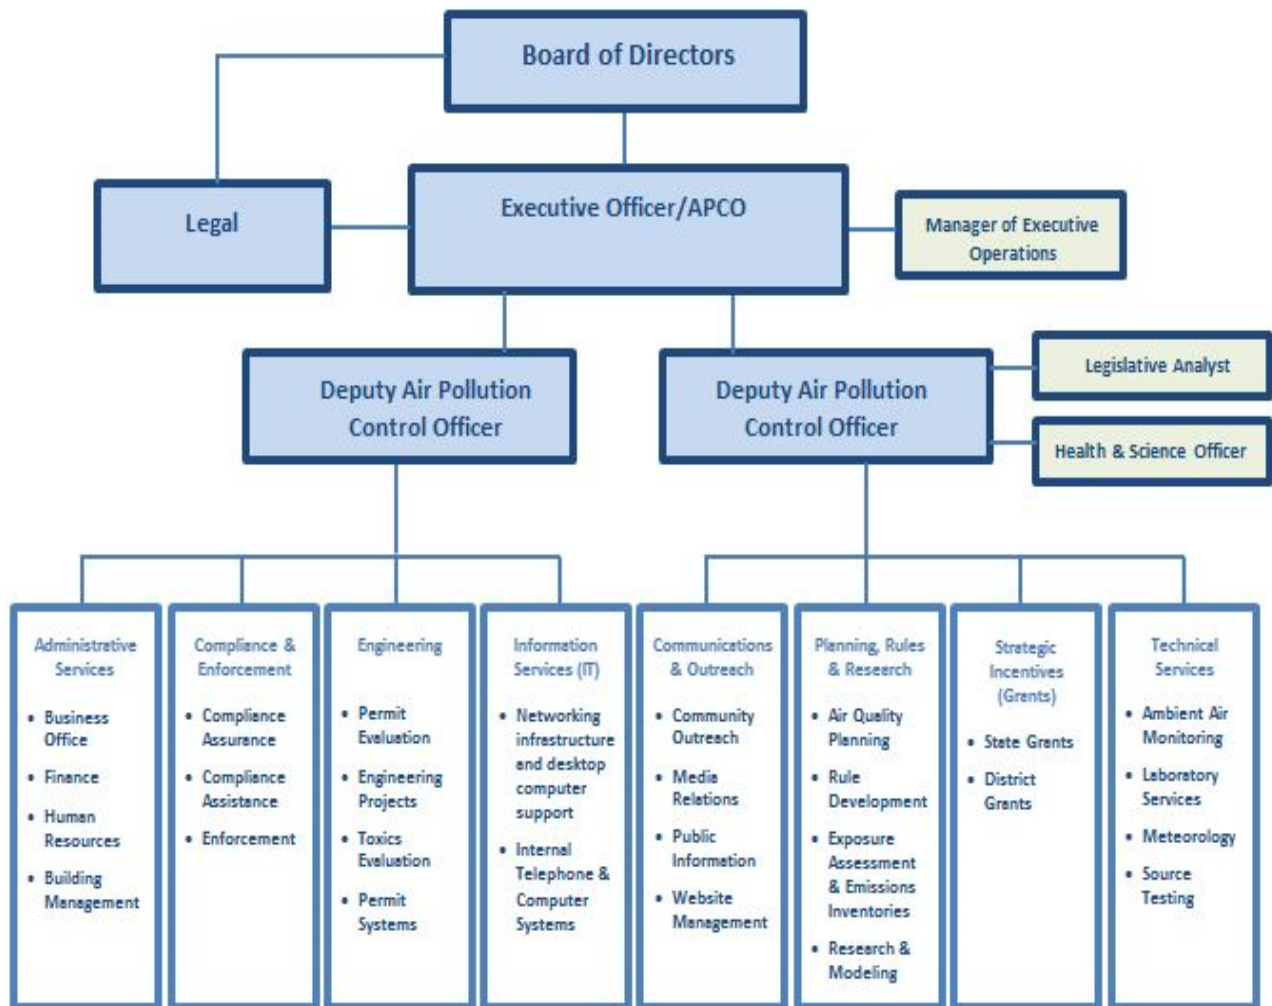 Board of Directors
Legal
Executive Officer/APCO
Manager of Executive
Operations
Deputy Air Pollution
Control Officer
Deputy Air Pollution
Control Officer
Legislative Analyst
Health & Science Officer
Administrative
Services
• Business
Office
• Finance
• Human
Resources
• Building
Management
Compliance &
Enforcement
• Compliance
Assurance
• Compliance
Assistance
• Enforcement
Engineering
• Permit
Evaluation
• Engineering
Projects
• Toxics
Evaluation
• Permit
Systems
Information
Services (IT)
• Networking
infrastructure
and desktop
computer
support
• Internal
Telephone &
Computer
Systems
Communications
& Outreach
• Community
Outreach
• Media
Relations
• Public
Information
• Website
Management
Planning, Rules
& Research
• Air Quality
Planning
• Rule
Development
• Exposure
Assessment
& Emissions
Inventories
• Research &
Modeling
Strategic
Incentives
(Grants)
• State Grants
• District
Grants
Technical
Services
• Ambient Air
Monitoring
• Laboratory
Services
• Meteorology
• Source
Testing